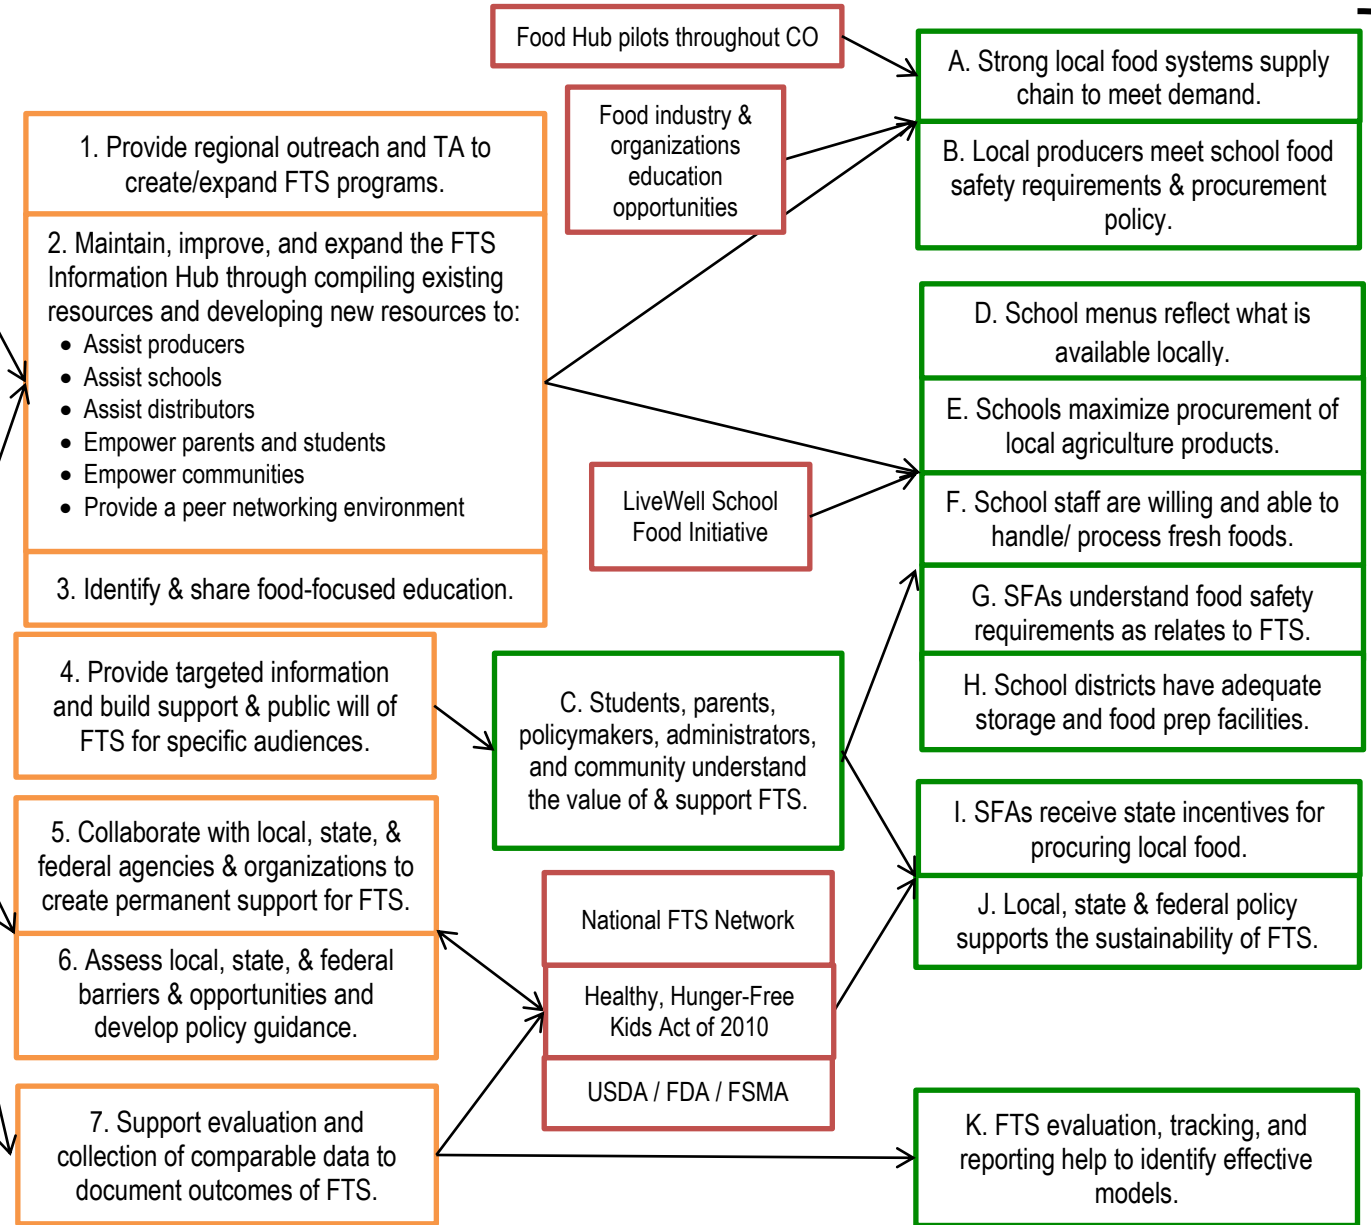 Food Hub pilots throughout CO
A. Strong local food systems supply
chain to meet demand.
Food industry &
organizations
education
opportunities
B. Local producers meet school food
safety requirements & procurement
policy.
1. Provide regional outreach and TA to
create/expand FTS programs.
2. Maintain, improve, and expand the FTS
Information Hub through compiling existing
resources and developing new resources to:
• Assist producers
• Assist schools
• Assist distributors
• Empower parents and students
• Empower communities
• Provide a peer networking environment
3. Identify & share food-focused education.
LiveWell School
Food Initiative
D. School menus reflect what is
available locally.
E. Schools maximize procurement of
local agriculture products.
F. School staff are willing and able to
handle/ process fresh foods.
G. SFAs understand food safety
requirements as relates to FTS.
H. School districts have adequate
storage and food prep facilities.
4. Provide targeted information
and build support & public will of
FTS for specific audiences.
C. Students, parents,
policymakers, administrators,
and community understand
the value of & support FTS.
5. Collaborate with local, state, &
federal agencies & organizations to
create permanent support for FTS.
6. Assess local, state, & federal
barriers & opportunities and
develop policy guidance.
National FTS Network
Healthy, Hunger-Free
Kids Act of 2010
USDA / FDA / FSMA
I. SFAs receive state incentives for
procuring local food.
J. Local, state & federal policy
supports the sustainability of FTS.
7. Support evaluation and
collection of comparable data to
document outcomes of FTS.
K. FTS evaluation, tracking, and
reporting help to identify effective
models.